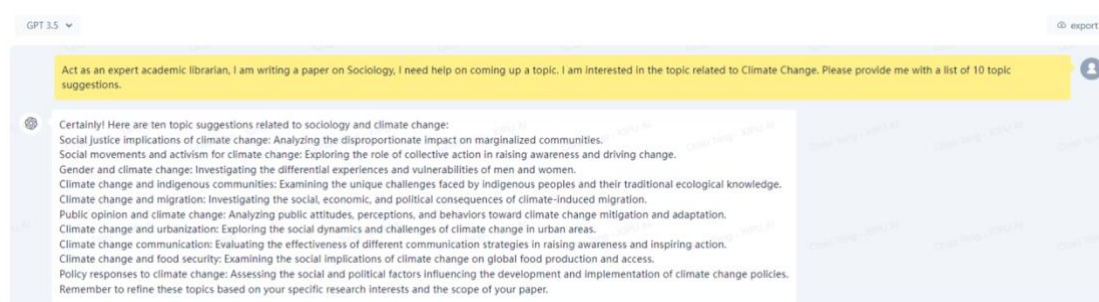 GPT 3.5
export
Act as an expert academic librarian, I am writing a paper on Sociology, I need help on coming up a topic. I am interested in the topic related to Climate Change. Please provide me with a list of 10 topic
suggestions.
Certainly! Here are ten topic suggestions related to sociology and climate change:
Social justice implications of climate change: Analyzing the disproportionate impact on marginalized communities.
Social movements and activism for climate change: Exploring the role of collective action in raising awareness and driving change.
Gender and climate change: Investigating the differential experiences and vulnerabilities of men and women.
Climate change and indigenous communities: Examining the unique challenges faced by indigenous peoples and their traditional ecological knowledge.
Climate change and migration: Investigating the social, economic, and political consequences of climate-induced migration.
Public opinion and climate change: Analyzing public attitudes, perceptions, and behaviors toward climate change mitigation and adaptation.
Climate change and urbanization: Exploring the social dynamics and challenges of climate change in urban areas.
Climate change communication: Evaluating the effectiveness of different communication strategies in raising awareness and inspiring action.
Climate change and food security: Examining the social implications of climate change on global food production and access.
Policy responses to climate change: Assessing the social and political factors influencing the development and implementation of climate change policies.
Remember to refine these topics based on your specific research interests and the scope of your paper.